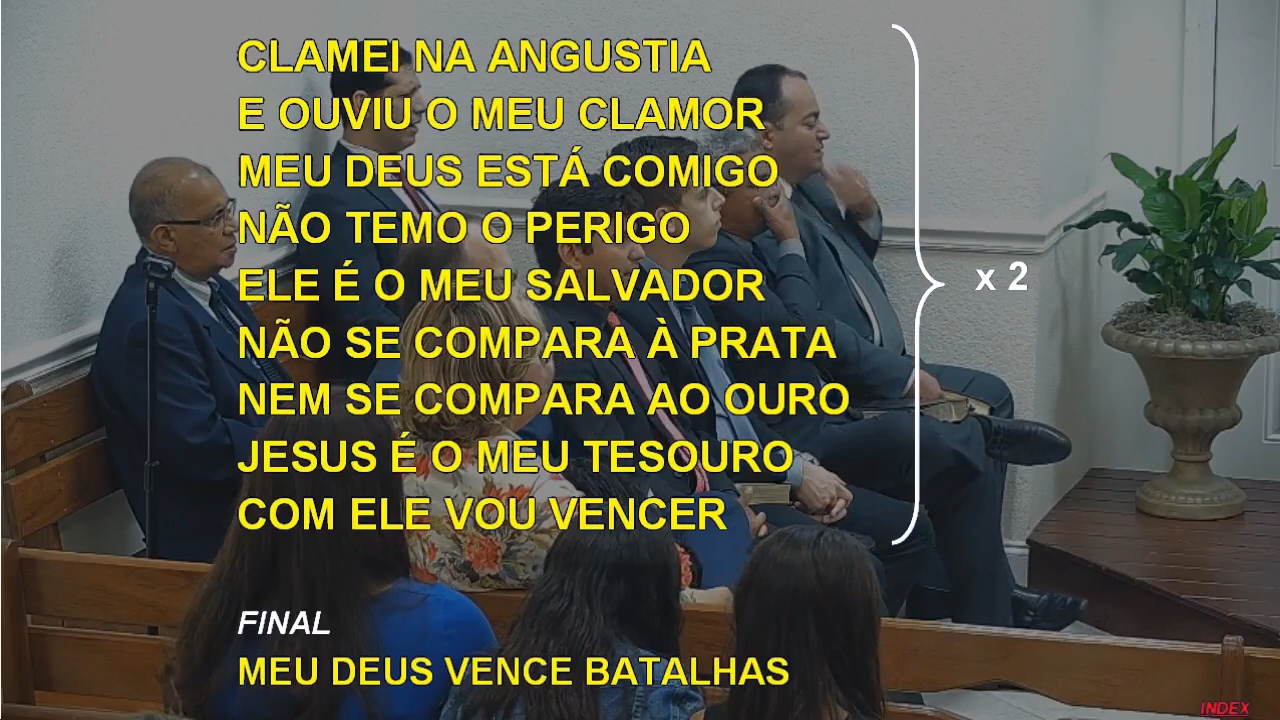 CLAMEI NA ANGUSTIA
E OUVIU O MEU CLAMOR
MEU DEUS ESTÁ COMIGO
NÃO TEMO O PERIGO
ELE É O MEU SALVADOR
NÃO SE COMPARA À PRATA
NEM SE COMPARA AO OURO
JESUS É O MEU TESOURO
COM ELE VOU VENCER
x 2
FINAL
MEU DEUS VENCE BATALHAS
INDEX